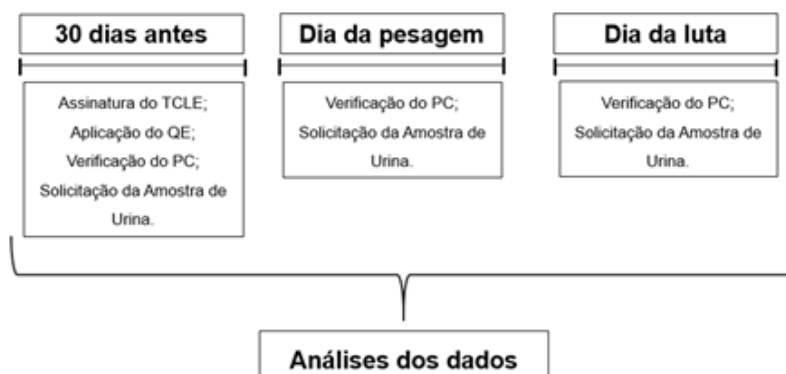 30 dias antes
Assinatura do TCLE;
Aplicação do QE;
Verificação do PC;
Solicitação da Amostra de
Urina.
Dia da pesagem
Verificação do PC;
Solicitação da Amostra de
Urina.
Dia da luta
Verificação do PC;
Solicitação da Amostra de
Urina.
Análises dos dados